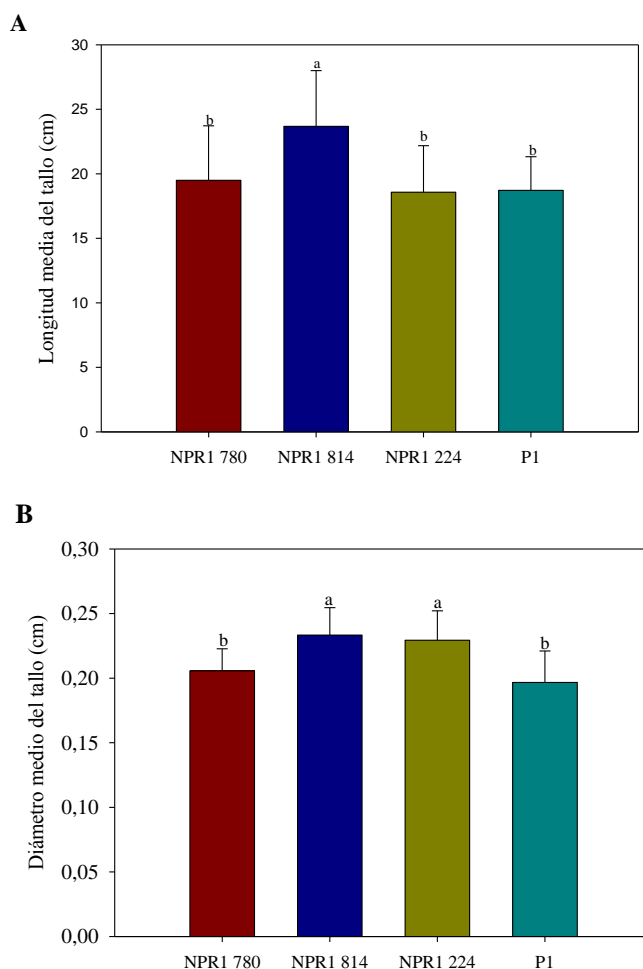 A
Longitud media del tallo (cm)
30
25
20
15
10
5
0
b
a
b
b
NPR1 780
NPR1 814
NPR1 224
P1
B
Diámetro medio del tallo (cm)
0,30
0,25
0,20
0,15
0,10
0,05
0,00
b
a
a
b
NPR1 780
NPR1 814
NPR1 224
P1